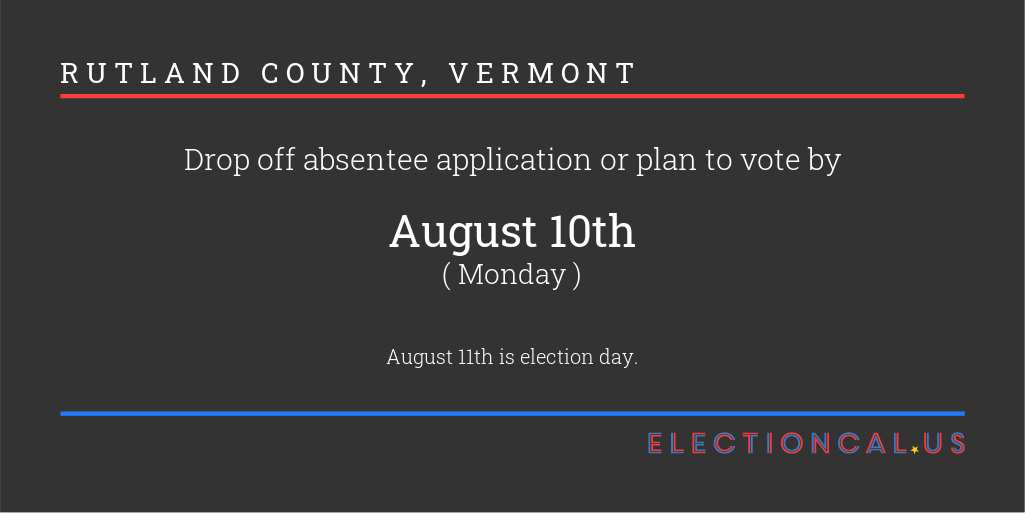 RUTLAND COUNTY, VERMONT
Drop off absentee application or plan to vote by
August 10th
( Monday )
August 11th is election day.
ELECTIONCAL.US